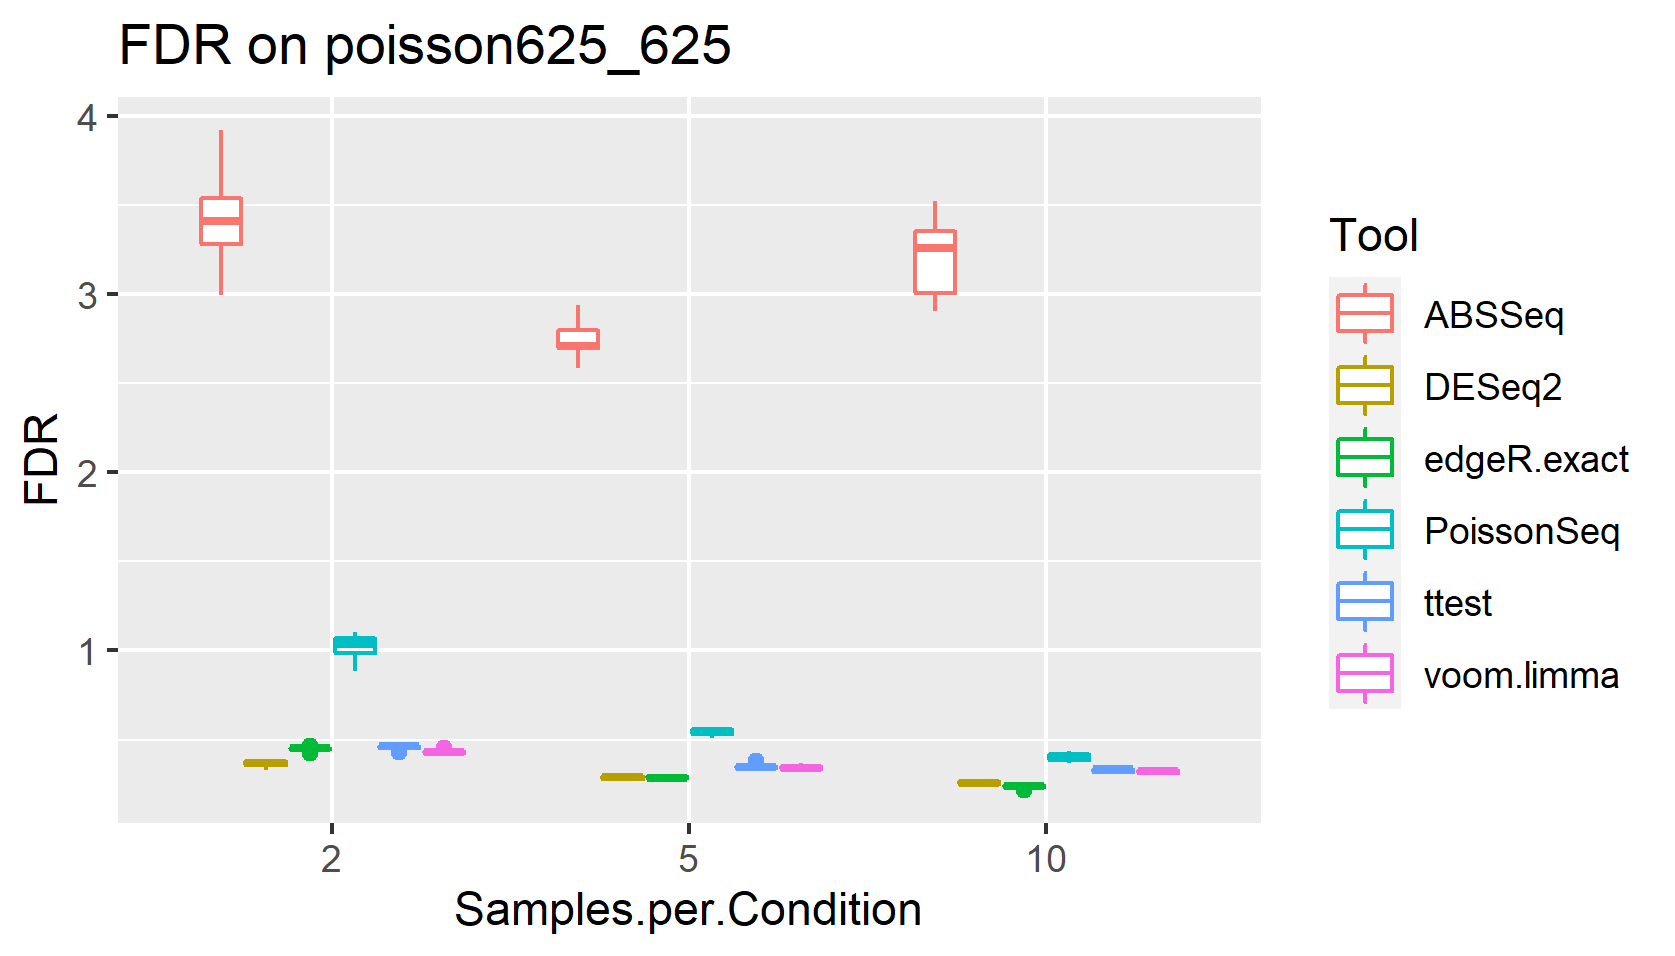 FDR on poisson625_625
4
3
2
1
FDR
2 5 10
Samples.per.Condition
Tool
ABSSeq
DESeq2
edgeR.exact
PoissonSeq
ttest
voom.limma